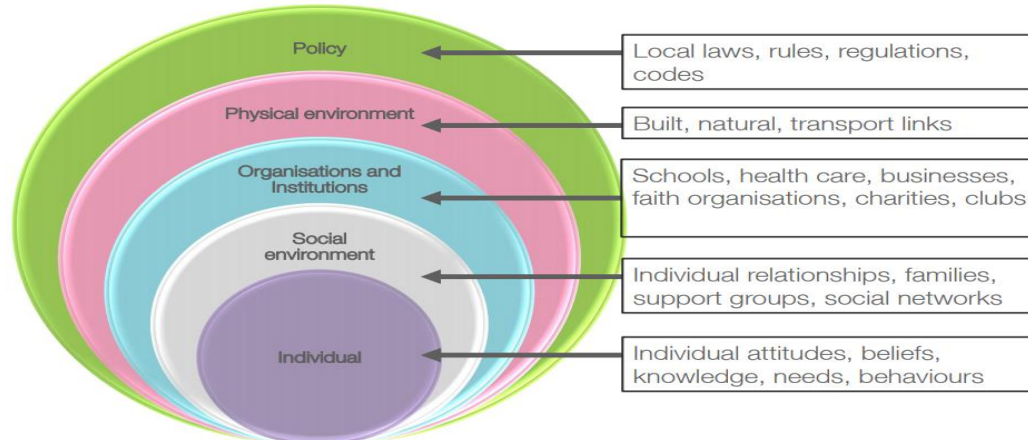 Policy
Local laws, rules, regulations,
codes
Physical environment
Built, natural, transport links
Organisations and
Institutions
Schools, health care, businesses,
faith organisations, charities, clubs
Social
environment
Individual relationships, families,
support groups, social networks
Individual
Individual attitudes, beliefs,
knowledge, needs, behaviours